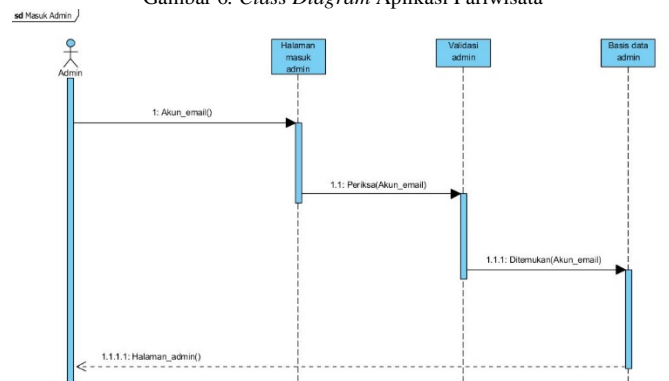 Gambar 6. Class Diagram Aplikasi Pariwisata
sd Masuk Admin
Admin
Halaman
masuk
admin
Validasi
admin
Basis data
admin
1: Akun_email()
1.1: Periksa(Akun_email)
1.1.1: Ditemukan(Akun_email)
1.1.1.1: Halaman_admin()